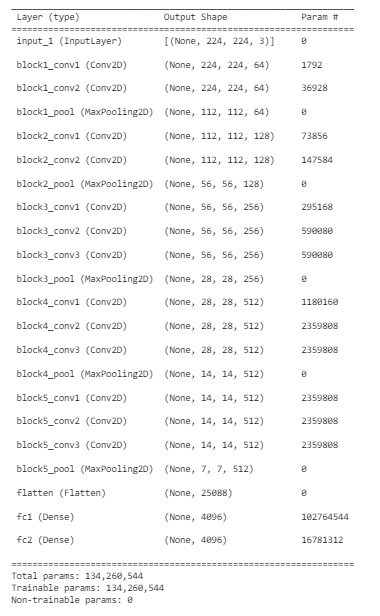 Layer (type) Output Shape Param #
=================================================================
input_1 (InputLayer) [(None, 224, 224, 3)] 0
block1_conv1 (Conv2D) (None, 224, 224, 64) 1792
block1_conv2 (Conv2D) (None, 224, 224, 64) 36928
block1_pool (MaxPooling2D) (None, 112, 112, 64) 0
block2_conv1 (Conv2D) (None, 112, 112, 128) 73856
block2_conv2 (Conv2D) (None, 112, 112, 128) 147584
block2_pool (MaxPooling2D) (None, 56, 56, 128) 0
block3_conv1 (Conv2D) (None, 56, 56, 256) 295168
block3_conv2 (Conv2D) (None, 56, 56, 256) 590080
block3_conv3 (Conv2D) (None, 56, 56, 256) 590080
block3_pool (MaxPooling2D) (None, 28, 28, 256) 0
block4_conv1 (Conv2D) (None, 28, 28, 512) 1180160
block4_conv2 (Conv2D) (None, 28, 28, 512) 2359808
block4_conv3 (Conv2D) (None, 28, 28, 512) 2359808
block4_pool (MaxPooling2D) (None, 14, 14, 512) 0
block5_conv1 (Conv2D) (None, 14, 14, 512) 2359808
block5_conv2 (Conv2D) (None, 14, 14, 512) 2359808
block5_conv3 (Conv2D) (None, 14, 14, 512) 2359808
block5_pool (MaxPooling2D) (None, 7, 7, 512) 0
flatten (Flatten) (None, 25088) 0
fc1 (Dense) (None, 4096) 102764544
fc2 (Dense) (None, 4096) 16781312
=================================================================
Total params: 134,260,544
Trainable params: 134,260,544
Non-trainable params: 0